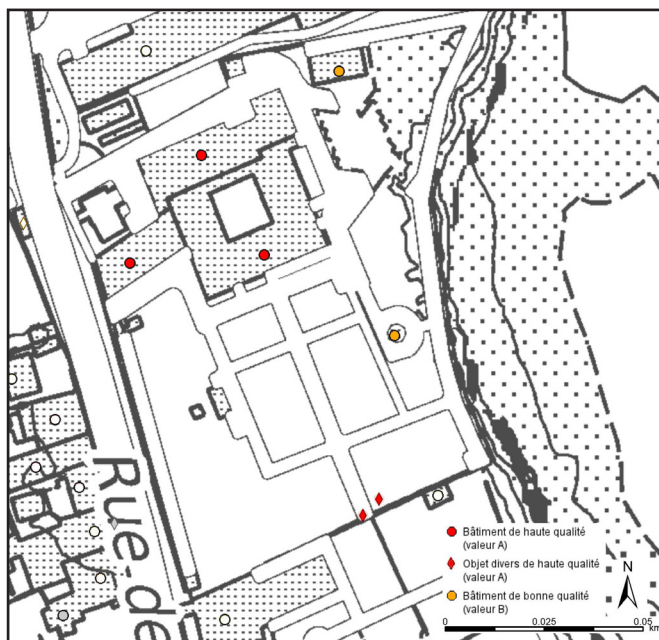 Rue-de
Bâtiment de haute qualité
(valeur A)
Objet divers de haute qualité
(valeur A)
Bâtiment de bonne qualité
(valeur B)
N
0 0.025 0.05
km